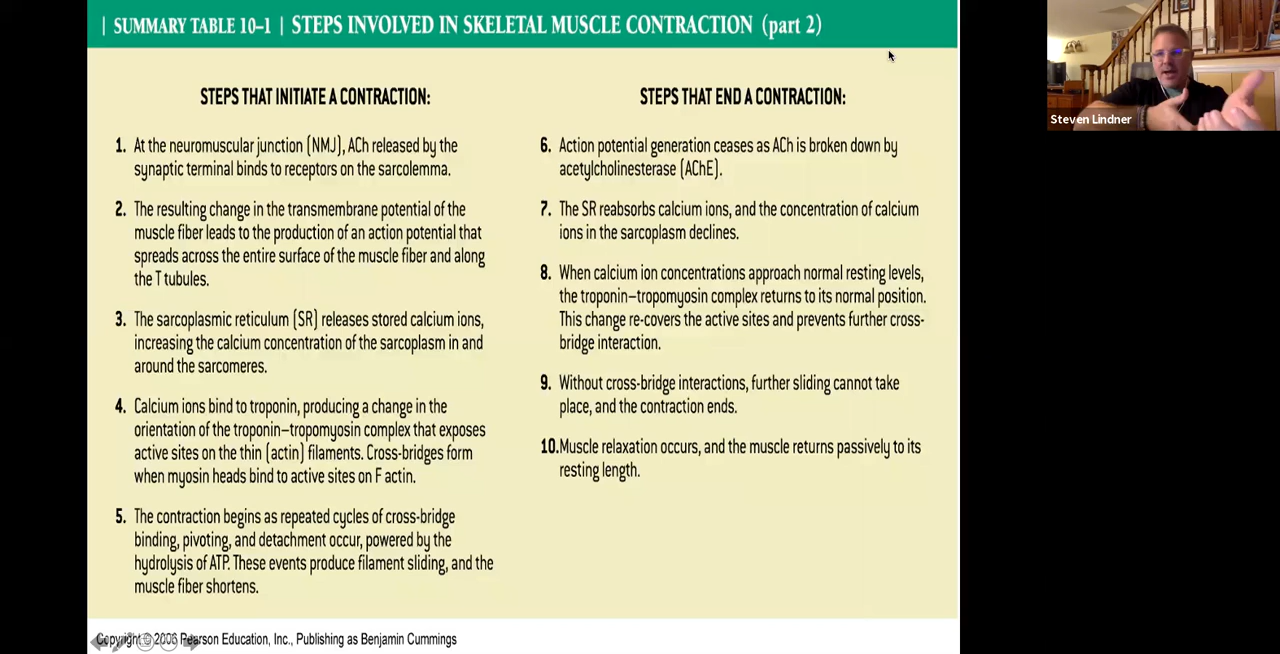 | SUMMARY TABLE 10–1 | STEPS INVOLVED IN SKELETAL MUSCLE CONTRACTION (part 2)
STEPS THAT INITIATE A CONTRACTION:
1. At the neuromuscular junction (NMJ), ACh released by the
synaptic terminal binds to receptors on the sarcolemma.
2. The resulting change in the transmembrane potential of the
muscle fiber leads to the production of an action potential that
spreads across the entire surface of the muscle fiber and along
the T tubules.
3. The sarcoplasmic reticulum (SR) releases stored calcium ions,
increasing the calcium concentration of the sarcoplasm in and
around the sarcomeres.
4. Calcium ions bind to troponin, producing a change in the
orientation of the troponin–tropomyosin complex that exposes
active sites on the thin (actin) filaments. Cross-bridges form
when myosin heads bind to active sites on F actin.
5. The contraction begins as repeated cycles of cross-bridge
binding, pivoting, and detachment occur, powered by the
hydrolysis of ATP. These events produce filament sliding, and the
muscle fiber shortens.
STEPS THAT END A CONTRACTION:
6. Action potential generation ceases as ACh is broken down by
acetylcholinesterase (AChE).
7. The SR reabsorbs calcium ions, and the concentration of calcium
ions in the sarcoplasm declines.
8. When calcium ion concentrations approach normal resting levels,
the troponin–tropomyosin complex returns to its normal position.
This change re-covers the active sites and prevents further cross-
bridge interaction.
9. Without cross-bridge interactions, further sliding cannot take
place, and the contraction ends.
10. Muscle relaxation occurs, and the muscle returns passively to its
resting length.
Copyright © 2006 Pearson Education, Inc., Publishing as Benjamin Cummings
Steven Lindner